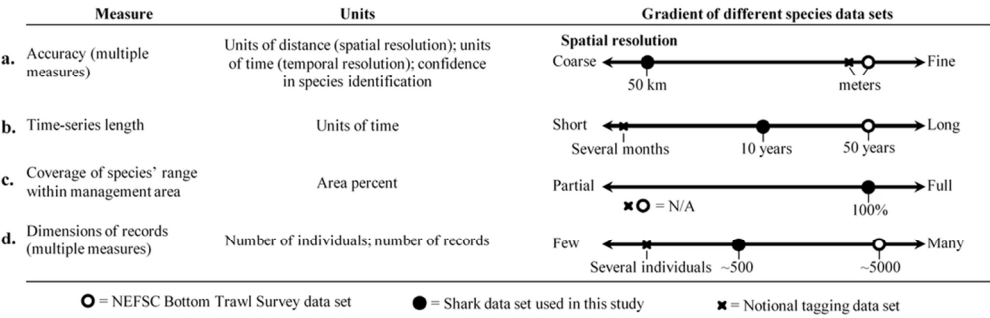 Measure Units Gradient of different species data sets
a. Accuracy (multiple measures)
Units of distance (spatial resolution); units
of time (temporal resolution); confidence
in species identification
Spatial resolution
Coarse Fine
50 km meters
b. Time-series length Units of time Short Long
Several months 10 years 50 years
c. Coverage of species' range
within management area
Area percent
Partial Full
= N/A 100%
d. Dimensions of records
(multiple measures)
Number of individuals; number of records
Few Many
Several individuals ~500 ~5000
= NEFSC Bottom Trawl Survey data set = Shark data set used in this study = Notional tagging data set